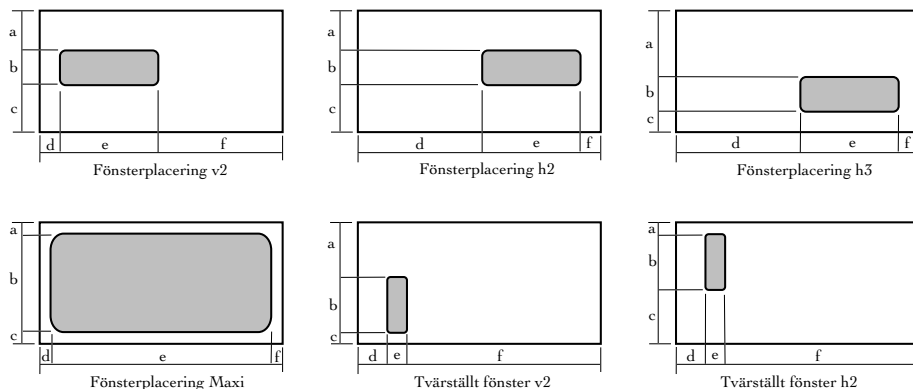 a
b
c
d e f
Fönsterplacering v2
a
b
c
d e f
Fönsterplacering h2
a
b
c
d e f
Fönsterplacering h3
a
b
c
d e f
Fönsterplacering Maxi
a
b
c
d e f
Tvärställt fönster v2
a
b
c
d e f
Tvärställt fönster h2